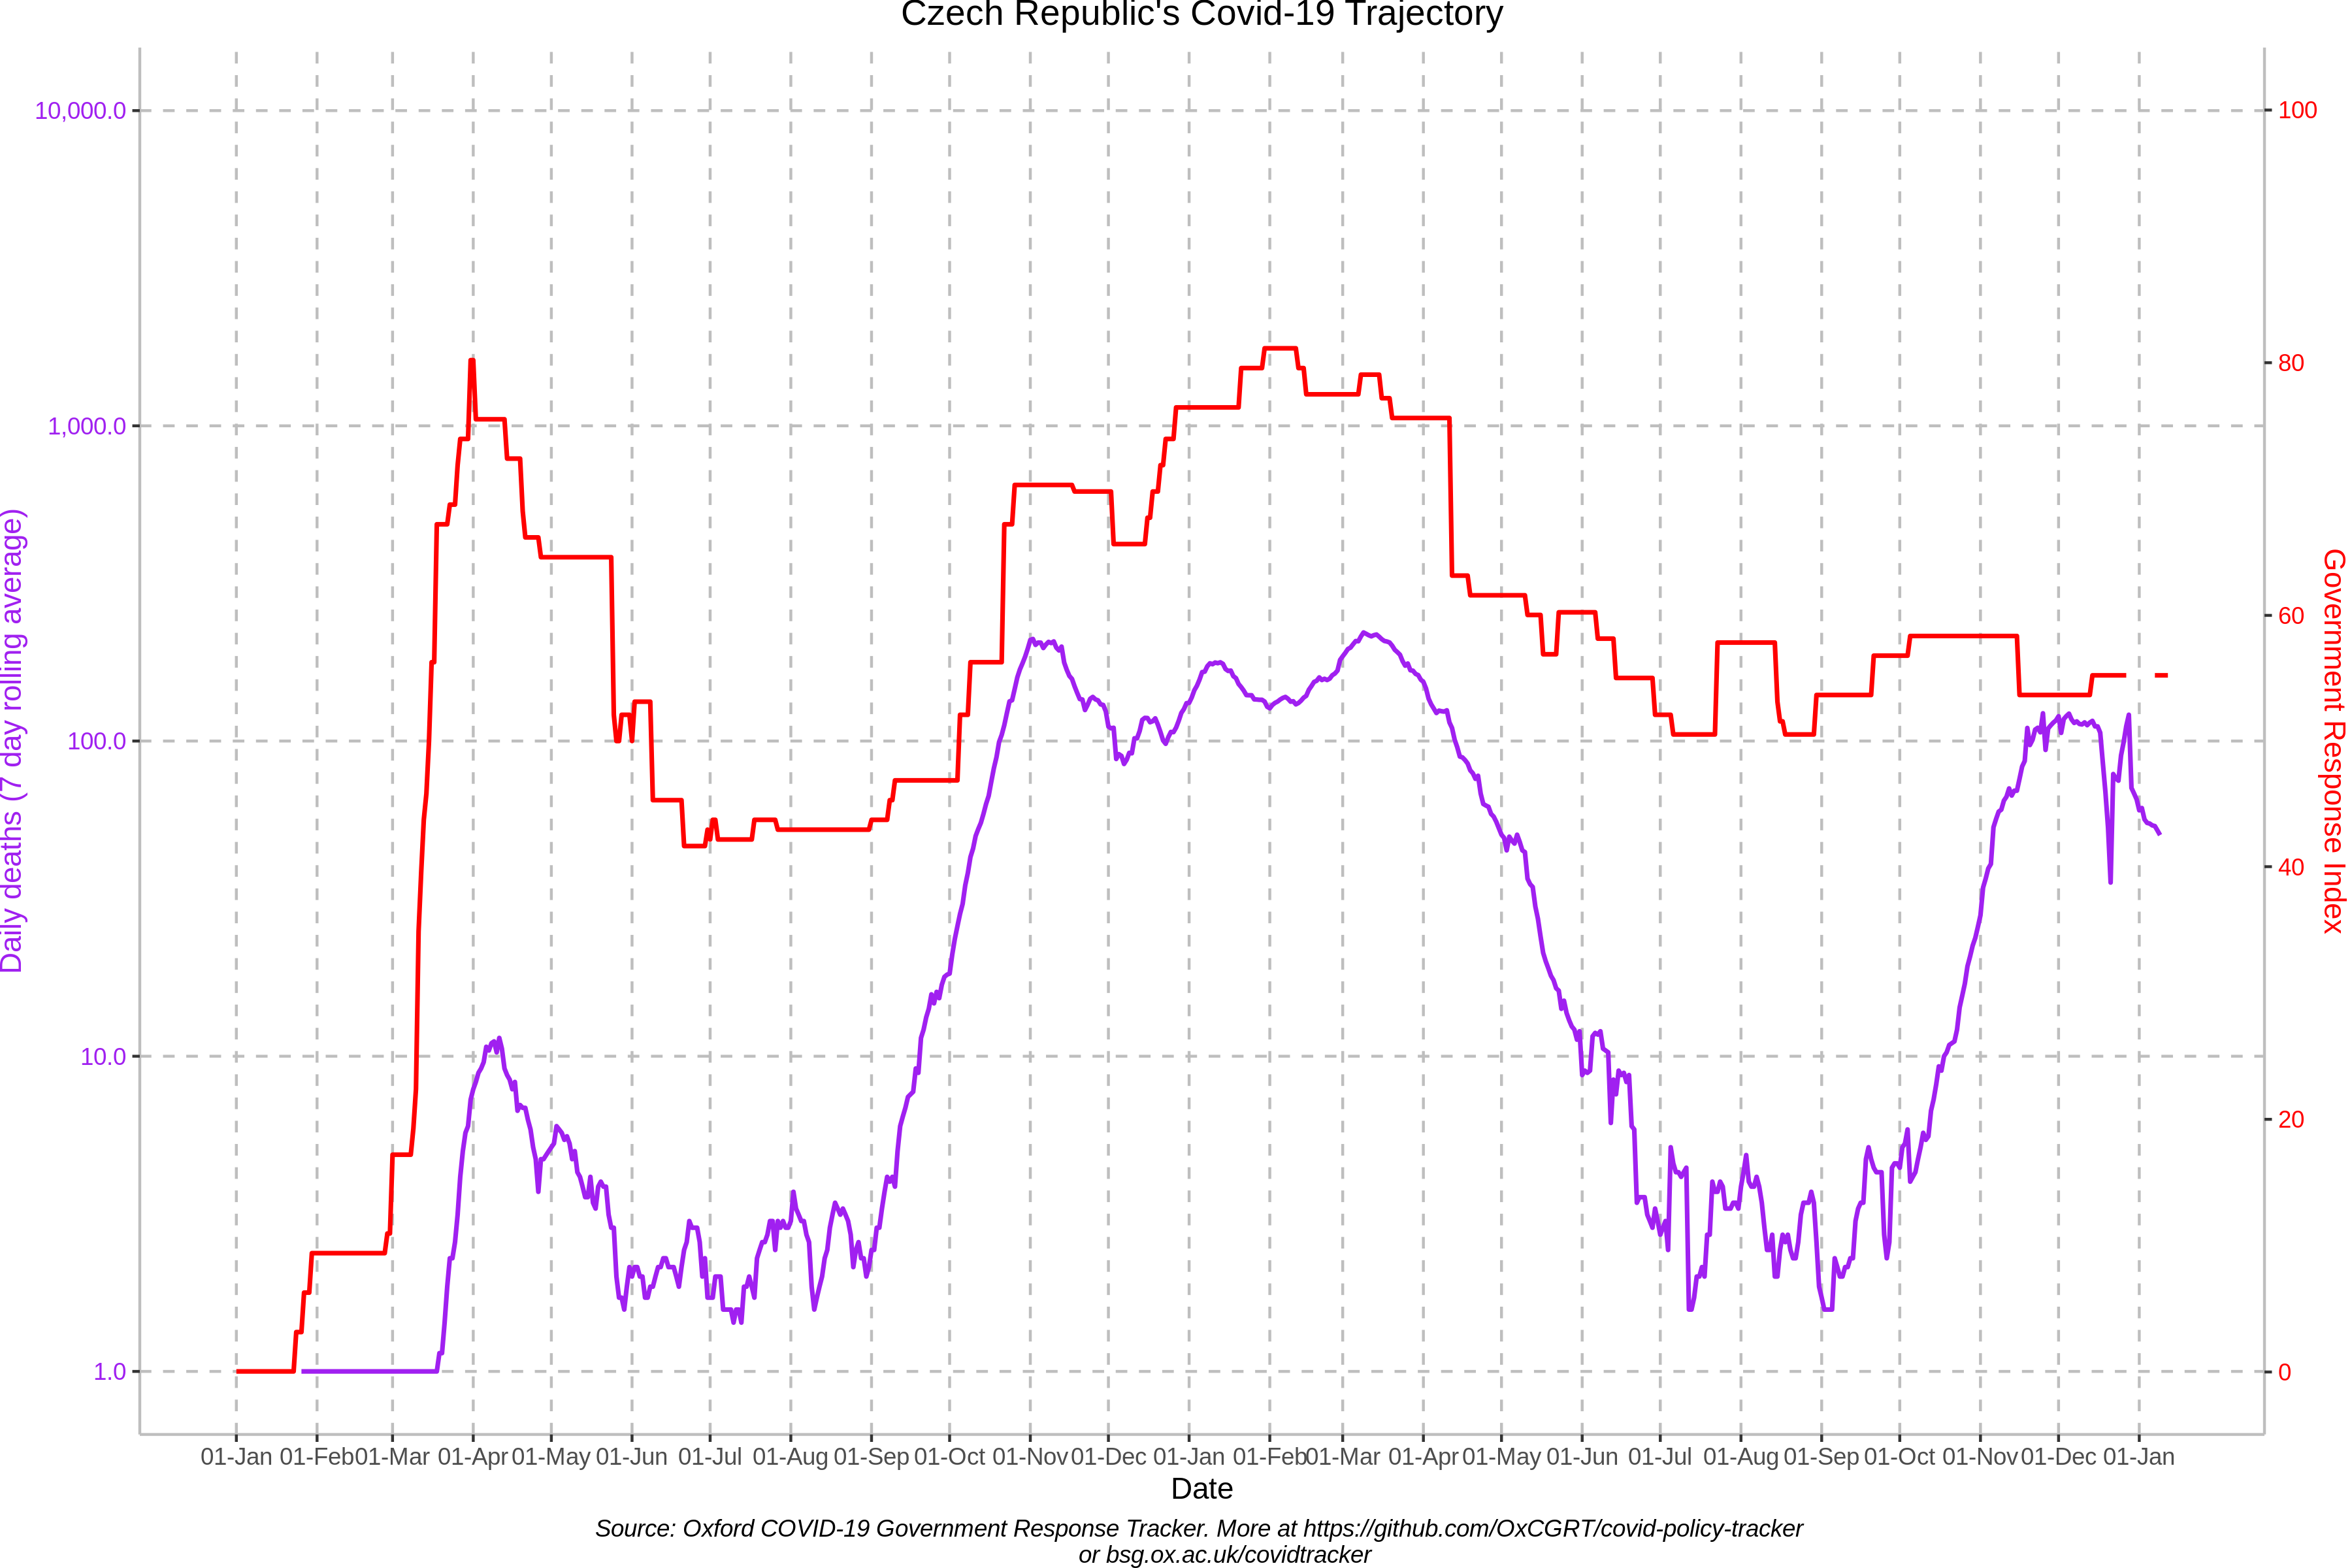 Czech Republic's Covid-19 Trajectory
10,000.0
1,000.0
100.0
10.0
1.0
Daily deaths (7 day rolling average)
100
80
60
40
20
0
Government Response Index
01-Jan 01-Feb 01-Mar 01-Apr 01-May 01-Jun 01-Jul 01-Aug 01-Sep 01-Oct 01-Nov 01-Dec 01-Jan 01-Feb 01-Mar 01-Apr 01-May 01-Jun 01-Jul 01-Aug 01-Sep 01-Oct 01-Nov 01-Dec 01-Jan
Date
Source: Oxford COVID-19 Government Response Tracker. More at https://github.com/OxCGRT/covid-policy-tracker
or bsg.ox.ac.uk/covidtracker